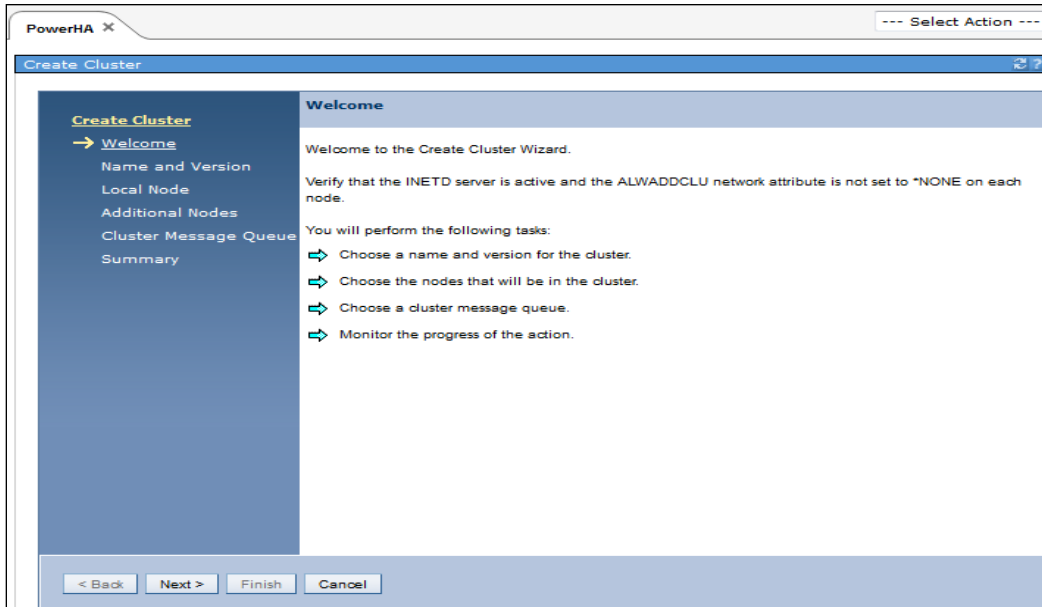 PowerHA
--- Select Action ---
Create Cluster
?
Create Cluster
Welcome
Name and Version
Local Node
Additional Nodes
Cluster Message Queue
Summary
Welcome
Welcome to the Create Cluster Wizard.
Verify that the INETD server is active and the ALWADDCLU network attribute is not set to *NONE on each
node.
You will perform the following tasks:
Choose a name and version for the cluster.
Choose the nodes that will be in the cluster.
Choose a cluster message queue.
Monitor the progress of the action.
< Back
Next >
Finish
Cancel